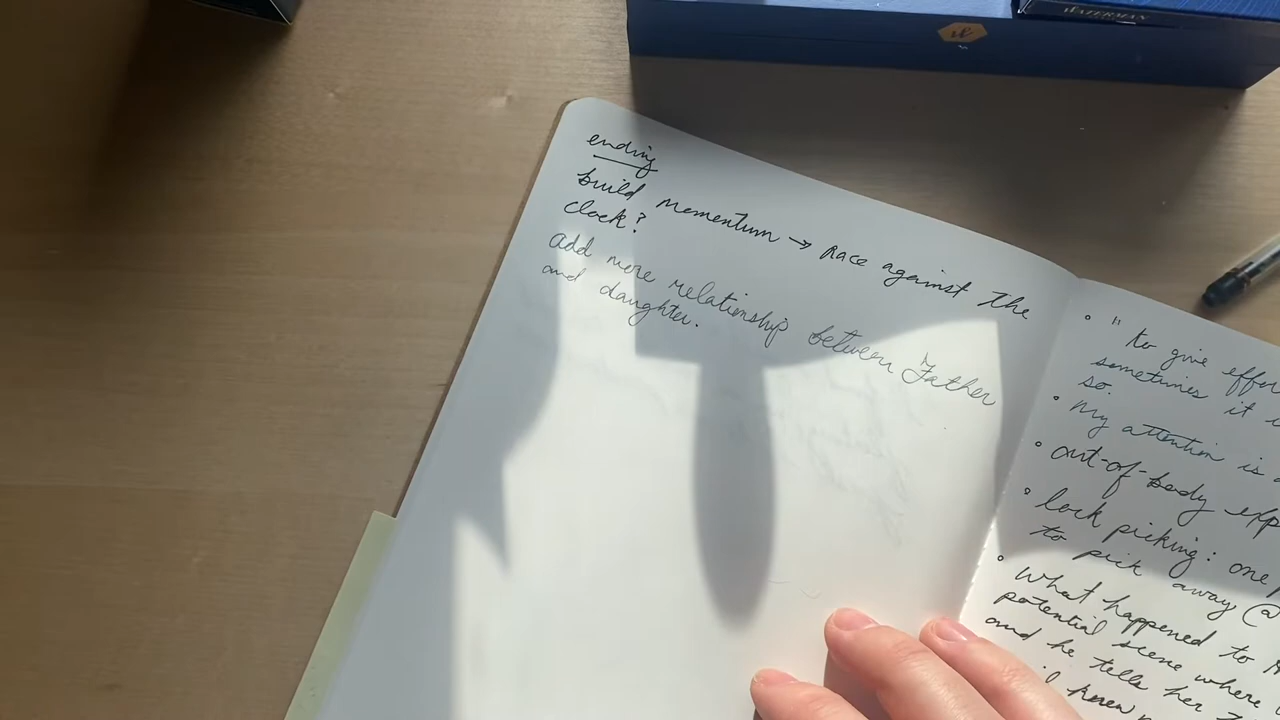 WATERMAN
ending
build momentum → Race against the
clock?
add more relationship between Father
and daughter.
° " to give
sometimes it
so.
° My attention is
° out-of-body
° lock picking: one
to pick away @
° What happened to
potential scene where
and he tells her
I knew